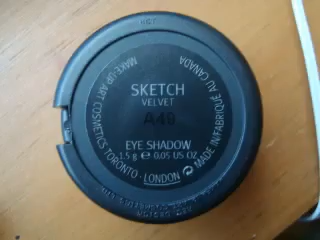 SKETCH
VELVET
A49
EYE SHADOW
1.5 g ℮ 0.05 US OZ
MAKE-UP ART COSMETICS TORONTO · LONDON
MADE IN/FABRIQUÉ AU CANADA